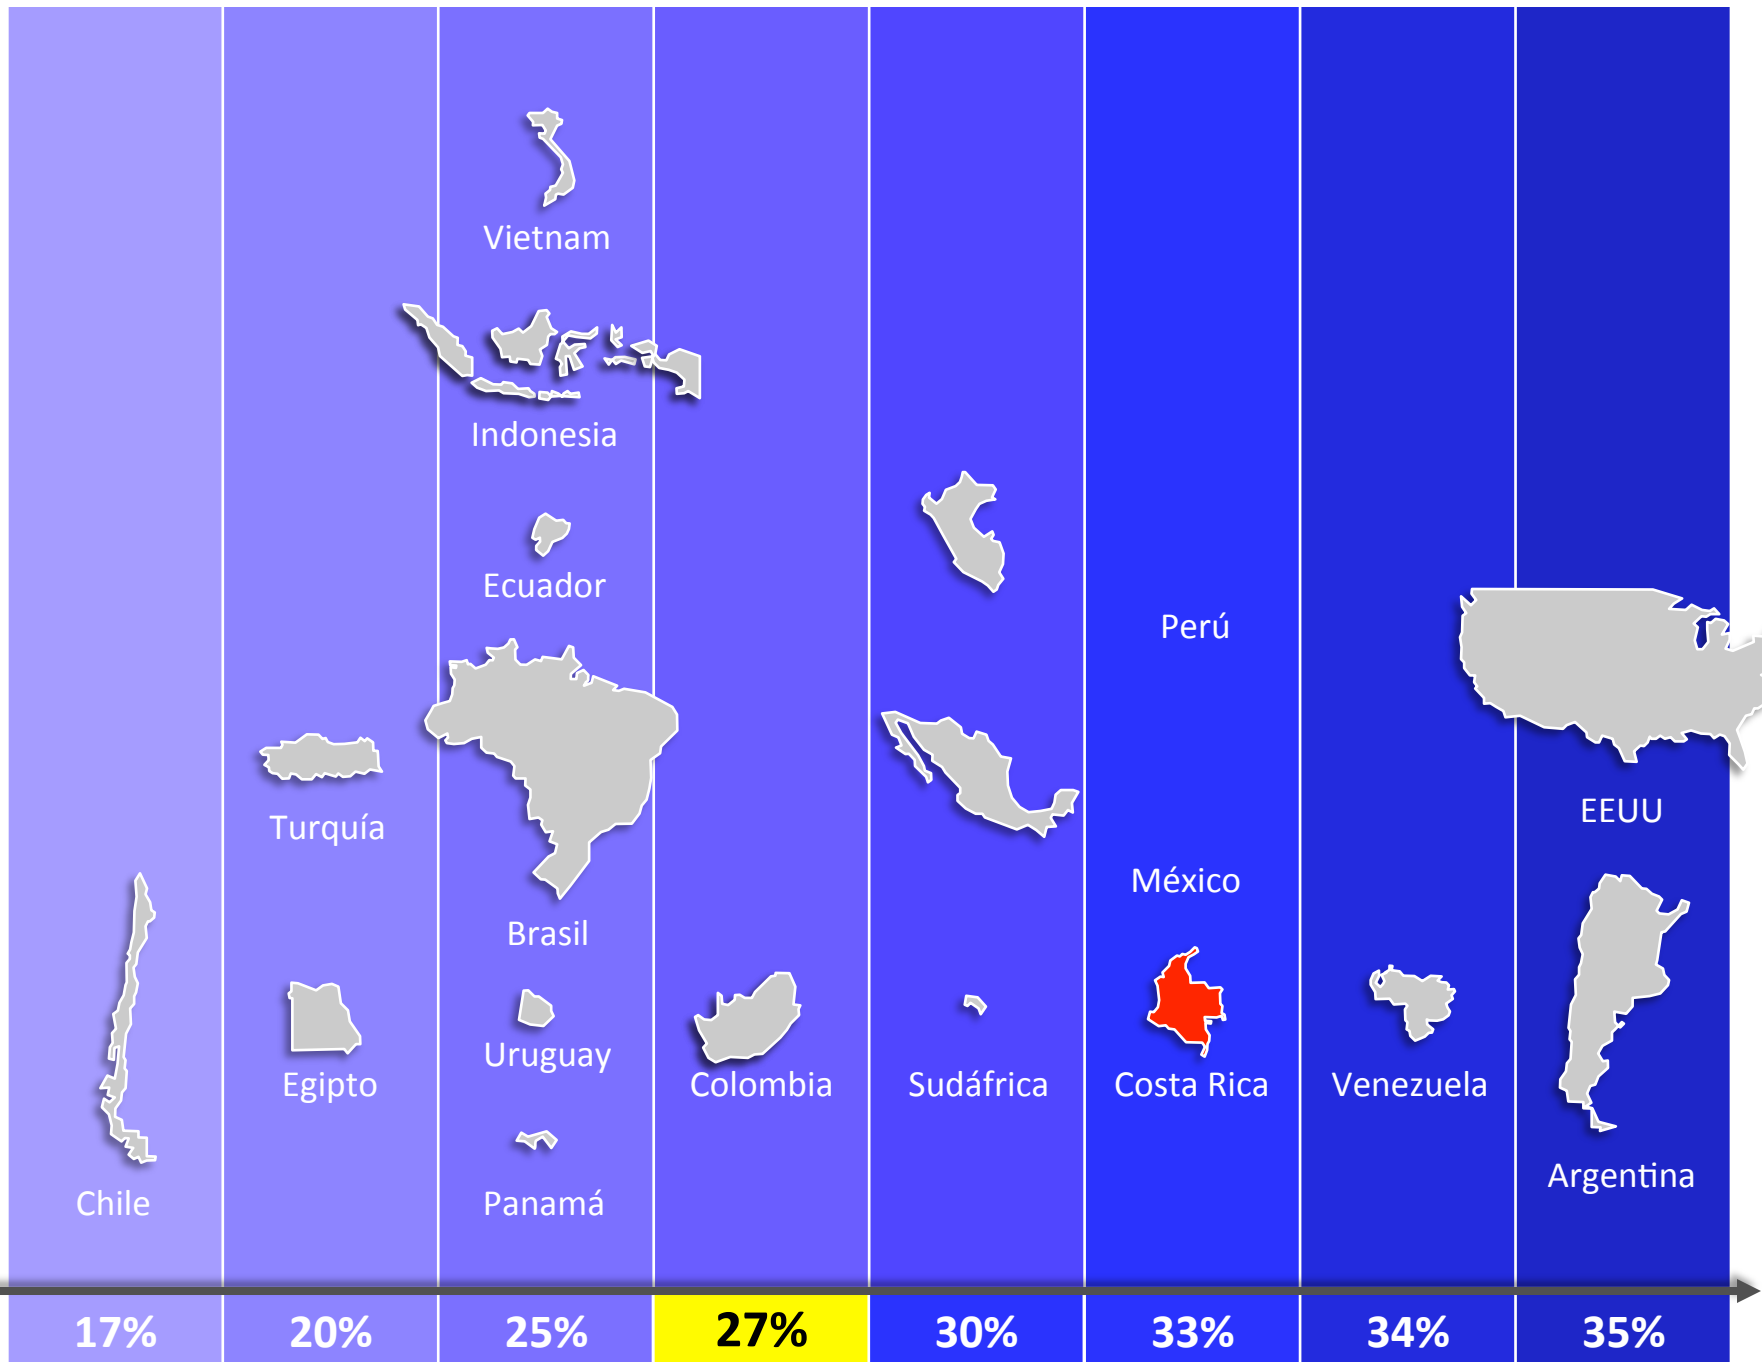 Vietnam
Indonesia
Ecuador
Perú
EEUU
Turquía
México
Brasil
Uruguay
Egipto
Colombia
Sudáfrica
Costa Rica
Venezuela
Argentina
Chile
Panamá
17% 20% 25% 27% 30% 33% 34% 35%